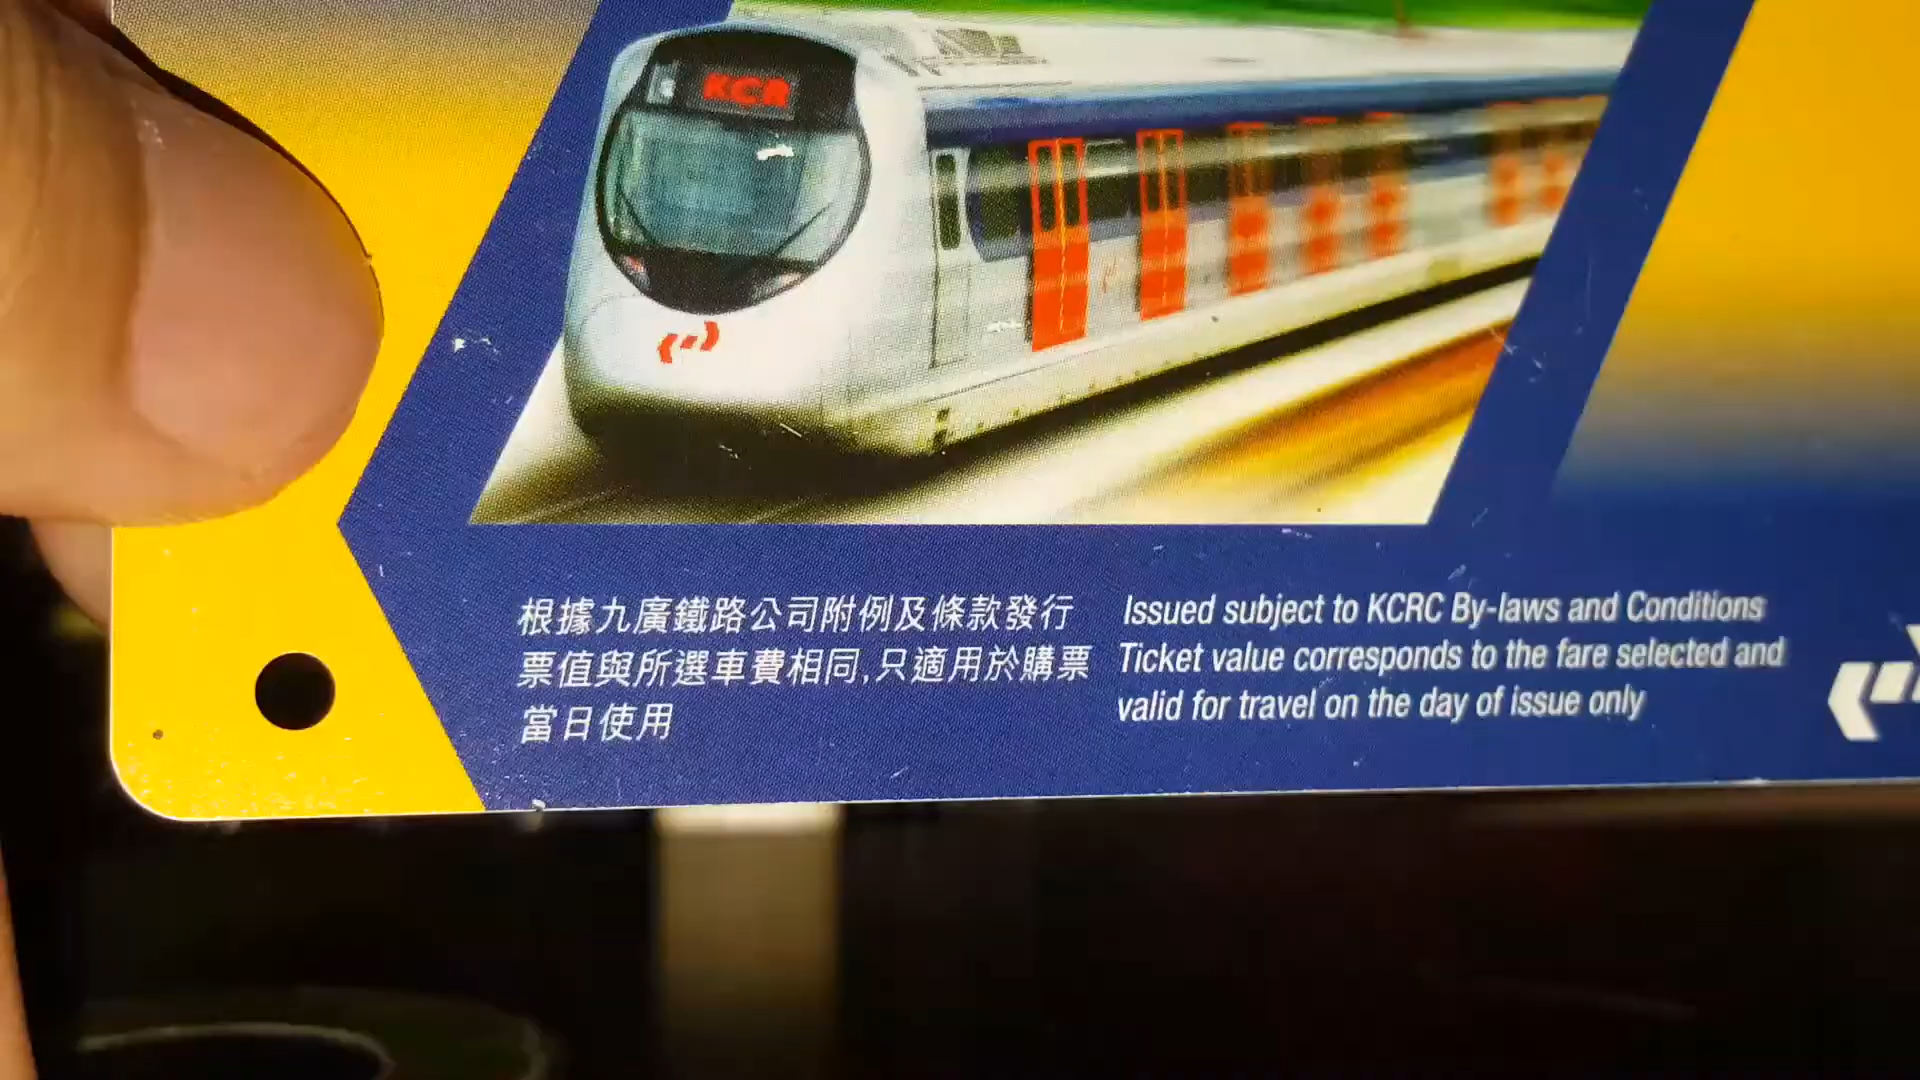 KCR
根據九廣鐵路公司附例及條款發行
票值與所選車費相同,只適用於購票
當日使用
Issued subject to KCRC By-laws and Conditions
Ticket value corresponds to the fare selected and
valid for travel on the day of issue only